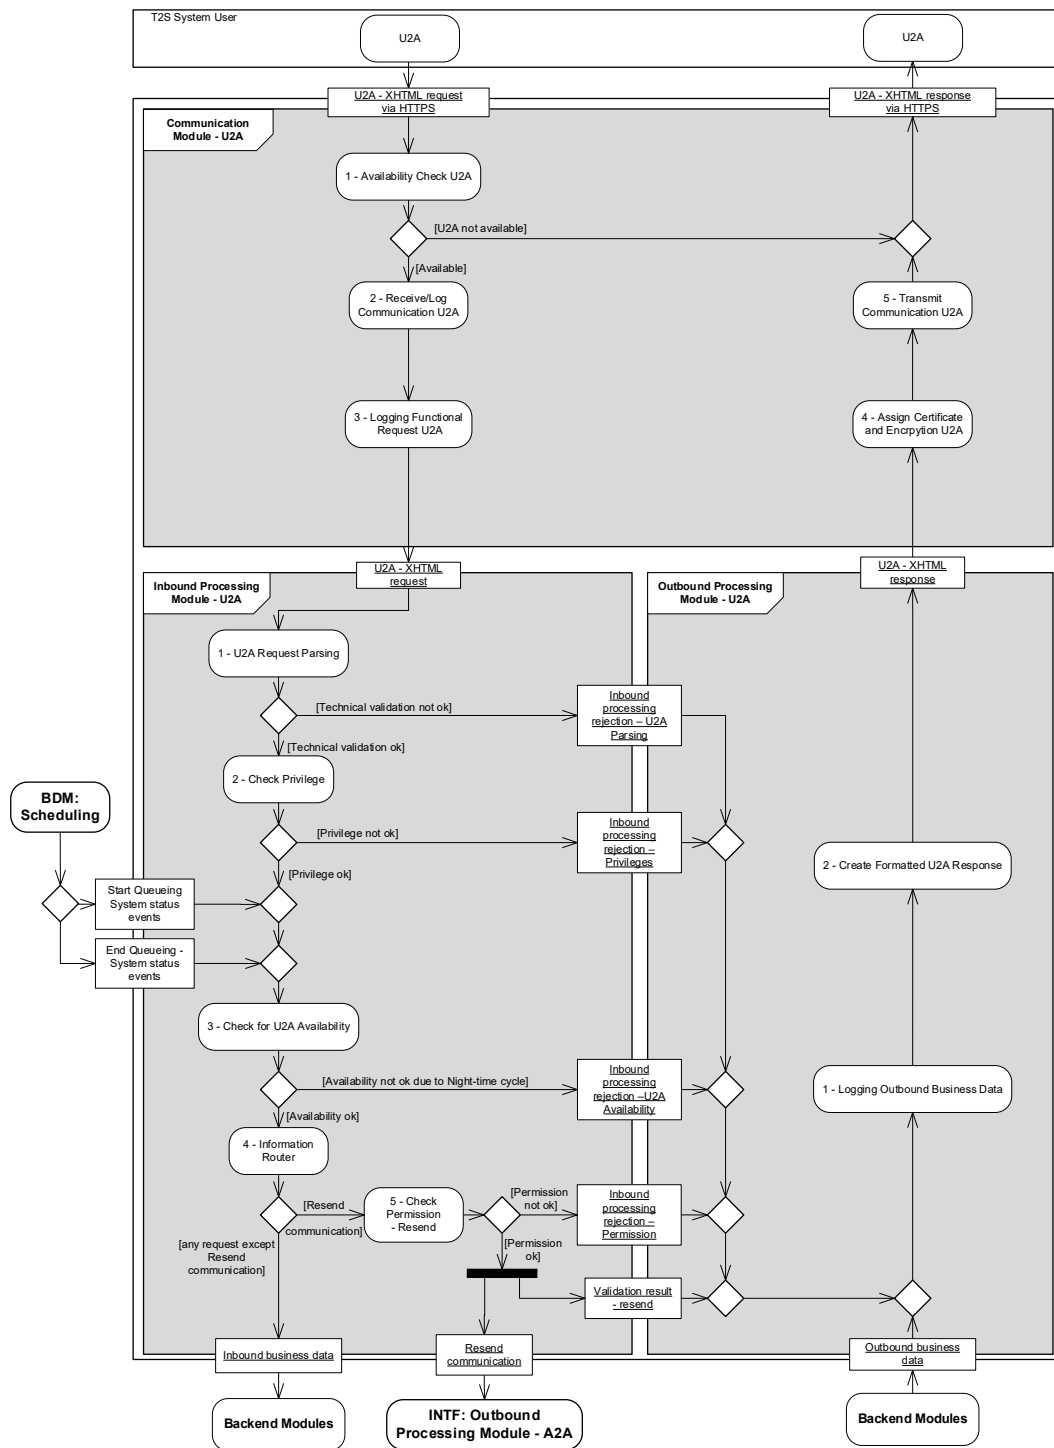 T2S System User
U2A
U2A
U2A - XHTML request
via HTTPS
U2A - XHTML response
via HTTPS
Communication
Module - U2A
1 - Availability Check U2A
[U2A not available]
[Available]
2 - Receive/Log
Communication U2A
5 - Transmit
Communication U2A
3 - Logging Functional
Request U2A
4 - Assign Certificate
and Encrpytion U2A
U2A - XHTML
request
U2A - XHTML
response
Inbound Processing
Module - U2A
Outbound Processing
Module - U2A
1 - U2A Request Parsing
[Technical validation not ok]
Inbound
processing
rejection – U2A
Parsing
[Technical validation ok]
2 - Check Privilege
BDM:
Scheduling
[Privilege not ok]
Inbound
processing
rejection –
Privileges
2 - Create Formatted U2A Response
[Privilege ok]
Start Queueing
System status
events
End Queueing -
System status
events
3 - Check for U2A Availability
[Availability not ok due to Night-time cycle]
Inbound
processing
rejection –U2A
Availability
1 - Logging Outbound Business Data
[Availability ok]
4 - Information
Router
[Resend
communication]
5 - Check
Permission
- Resend
[Permission
not ok]
Inbound
processing
rejection –
Permission
[any request except
Resend
communication]
[Permission
ok]
Validation result
- resend
Inbound business data
Resend
communication
Outbound business
data
Backend Modules
INTF: Outbound
Processing Module - A2A
Backend Modules